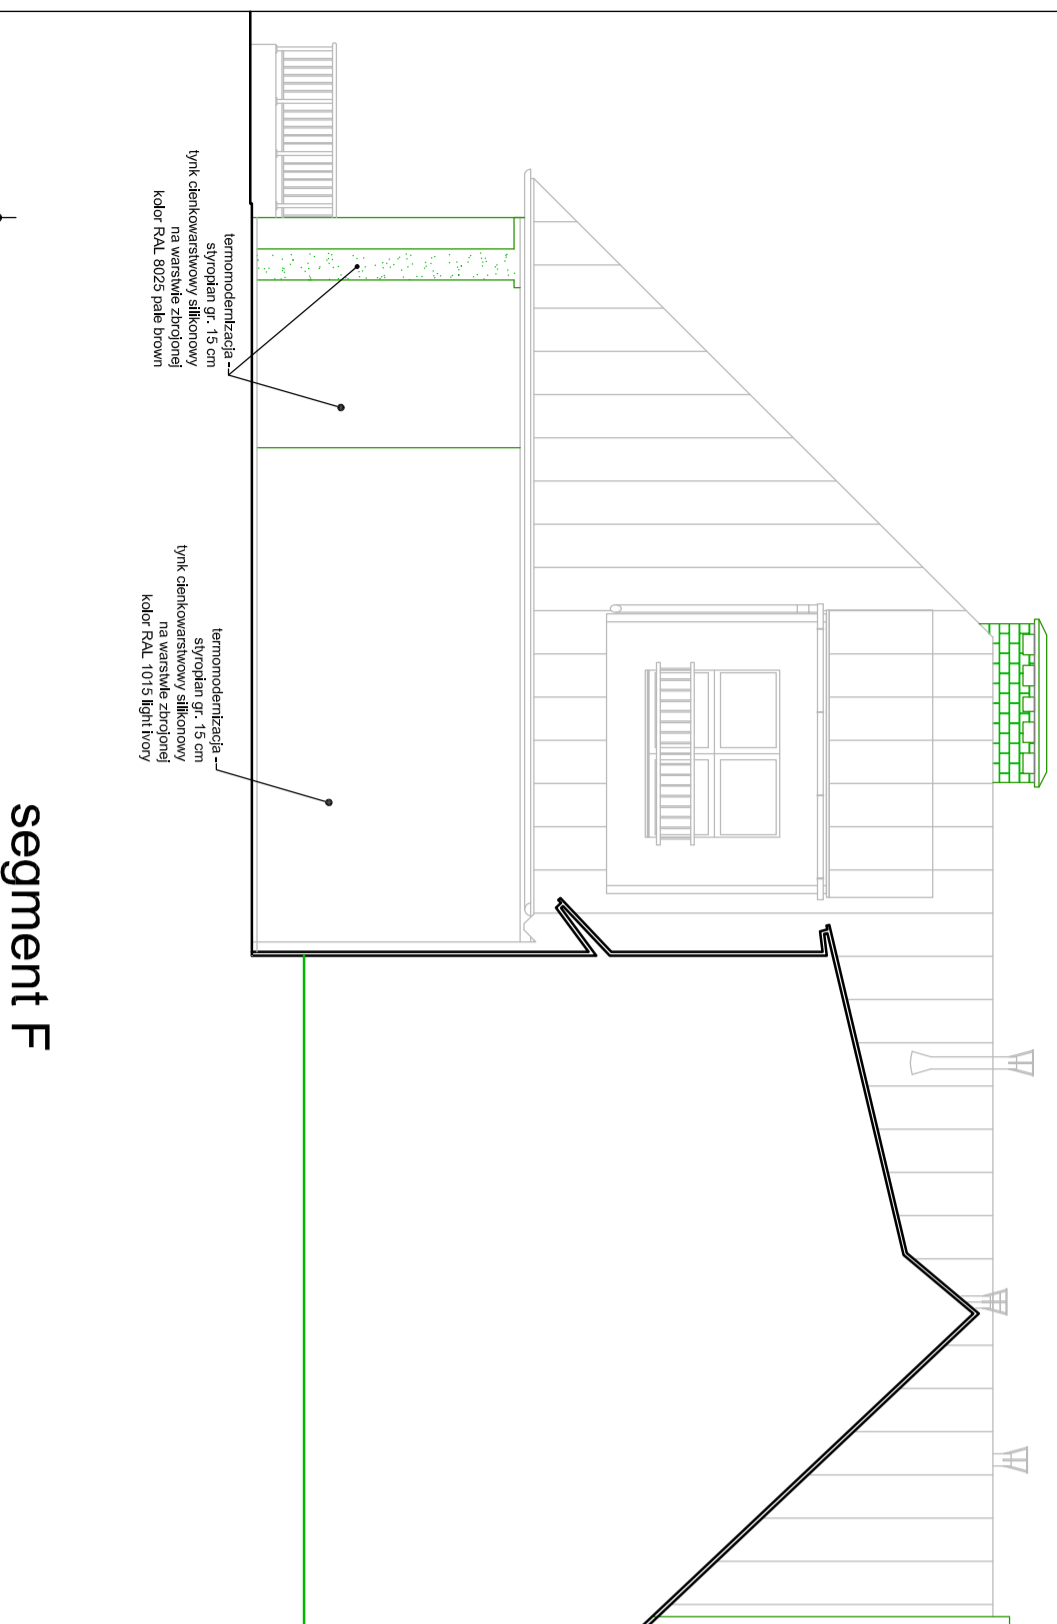 termomodernizacja
styropian gr. 15 cm
tynk cienkowarstwowy silikonowy
na warstwie zbrojonej
kolor RAL 8025 pale brown
termomodernizacja
styropian gr. 15 cm
tynk cienkowarstwowy silikonowy
na warstwie zbrojonej
kolor RAL 1015 light ivory
segment F